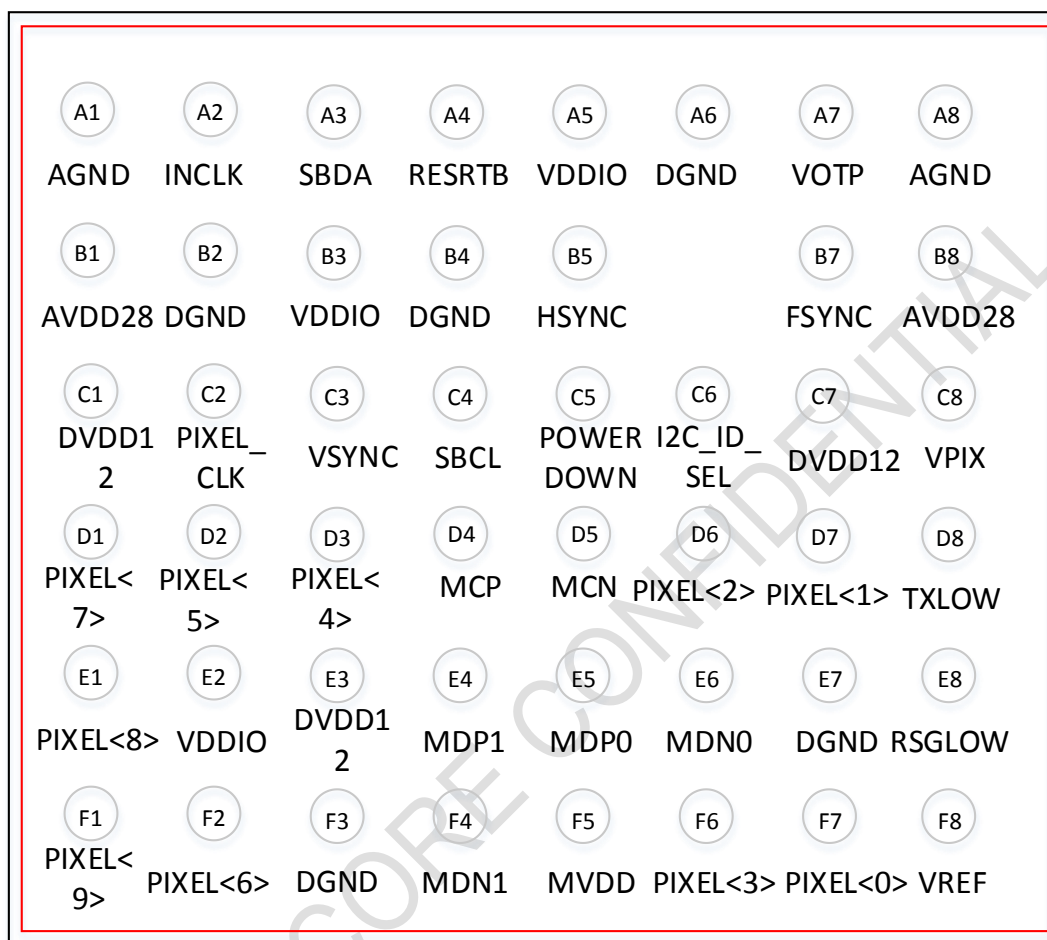 A1 A2 A3 A4 A5 A6 A7 A8
AGND INCLK SBDA RESRTB VDDIO DGND VOTP AGND
B1 B2 B3 B4 B5 B7 B8
AVDD28 DGND VDDIO DGND HSYNC FSYNC AVDD28
C1 C2 C3 C4 C5 C6 C7 C8
DVDD1 PIXEL_ VSYNC SBCL POWER I2C_ID_ DVDD12 VPIX
2 CLK DOWN SEL
D1 D2 D3 D4 D5 D6 D7 D8
PIXEL< PIXEL< PIXEL< MCP MCN PIXEL<2> PIXEL<1> TXLOW
7> 5> 4>
E1 E2 E3 E4 E5 E6 E7 E8
PIXEL<8> VDDIO DVDD1 MDP1 MDP0 MDN0 DGND RSGLOW
2
F1 F2 F3 F4 F5 F6 F7 F8
PIXEL< PIXEL<6> DGND MDN1 MVDD PIXEL<3> PIXEL<0> VREF
9>
CORE CONFIDENTIAL